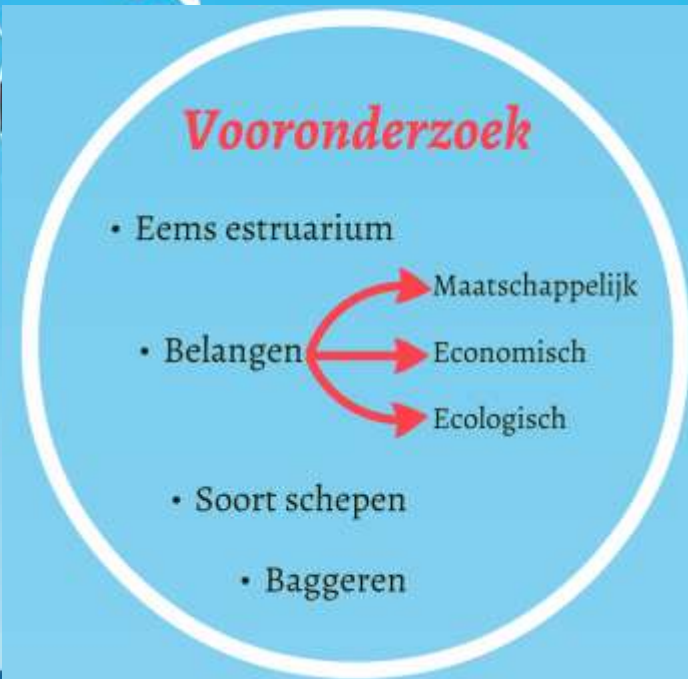 Vooronderzoek
• Eems estruarium
Maatschappelijk
• Belangen
Economisch
Ecologisch
• Soort schepen
• Baggeren